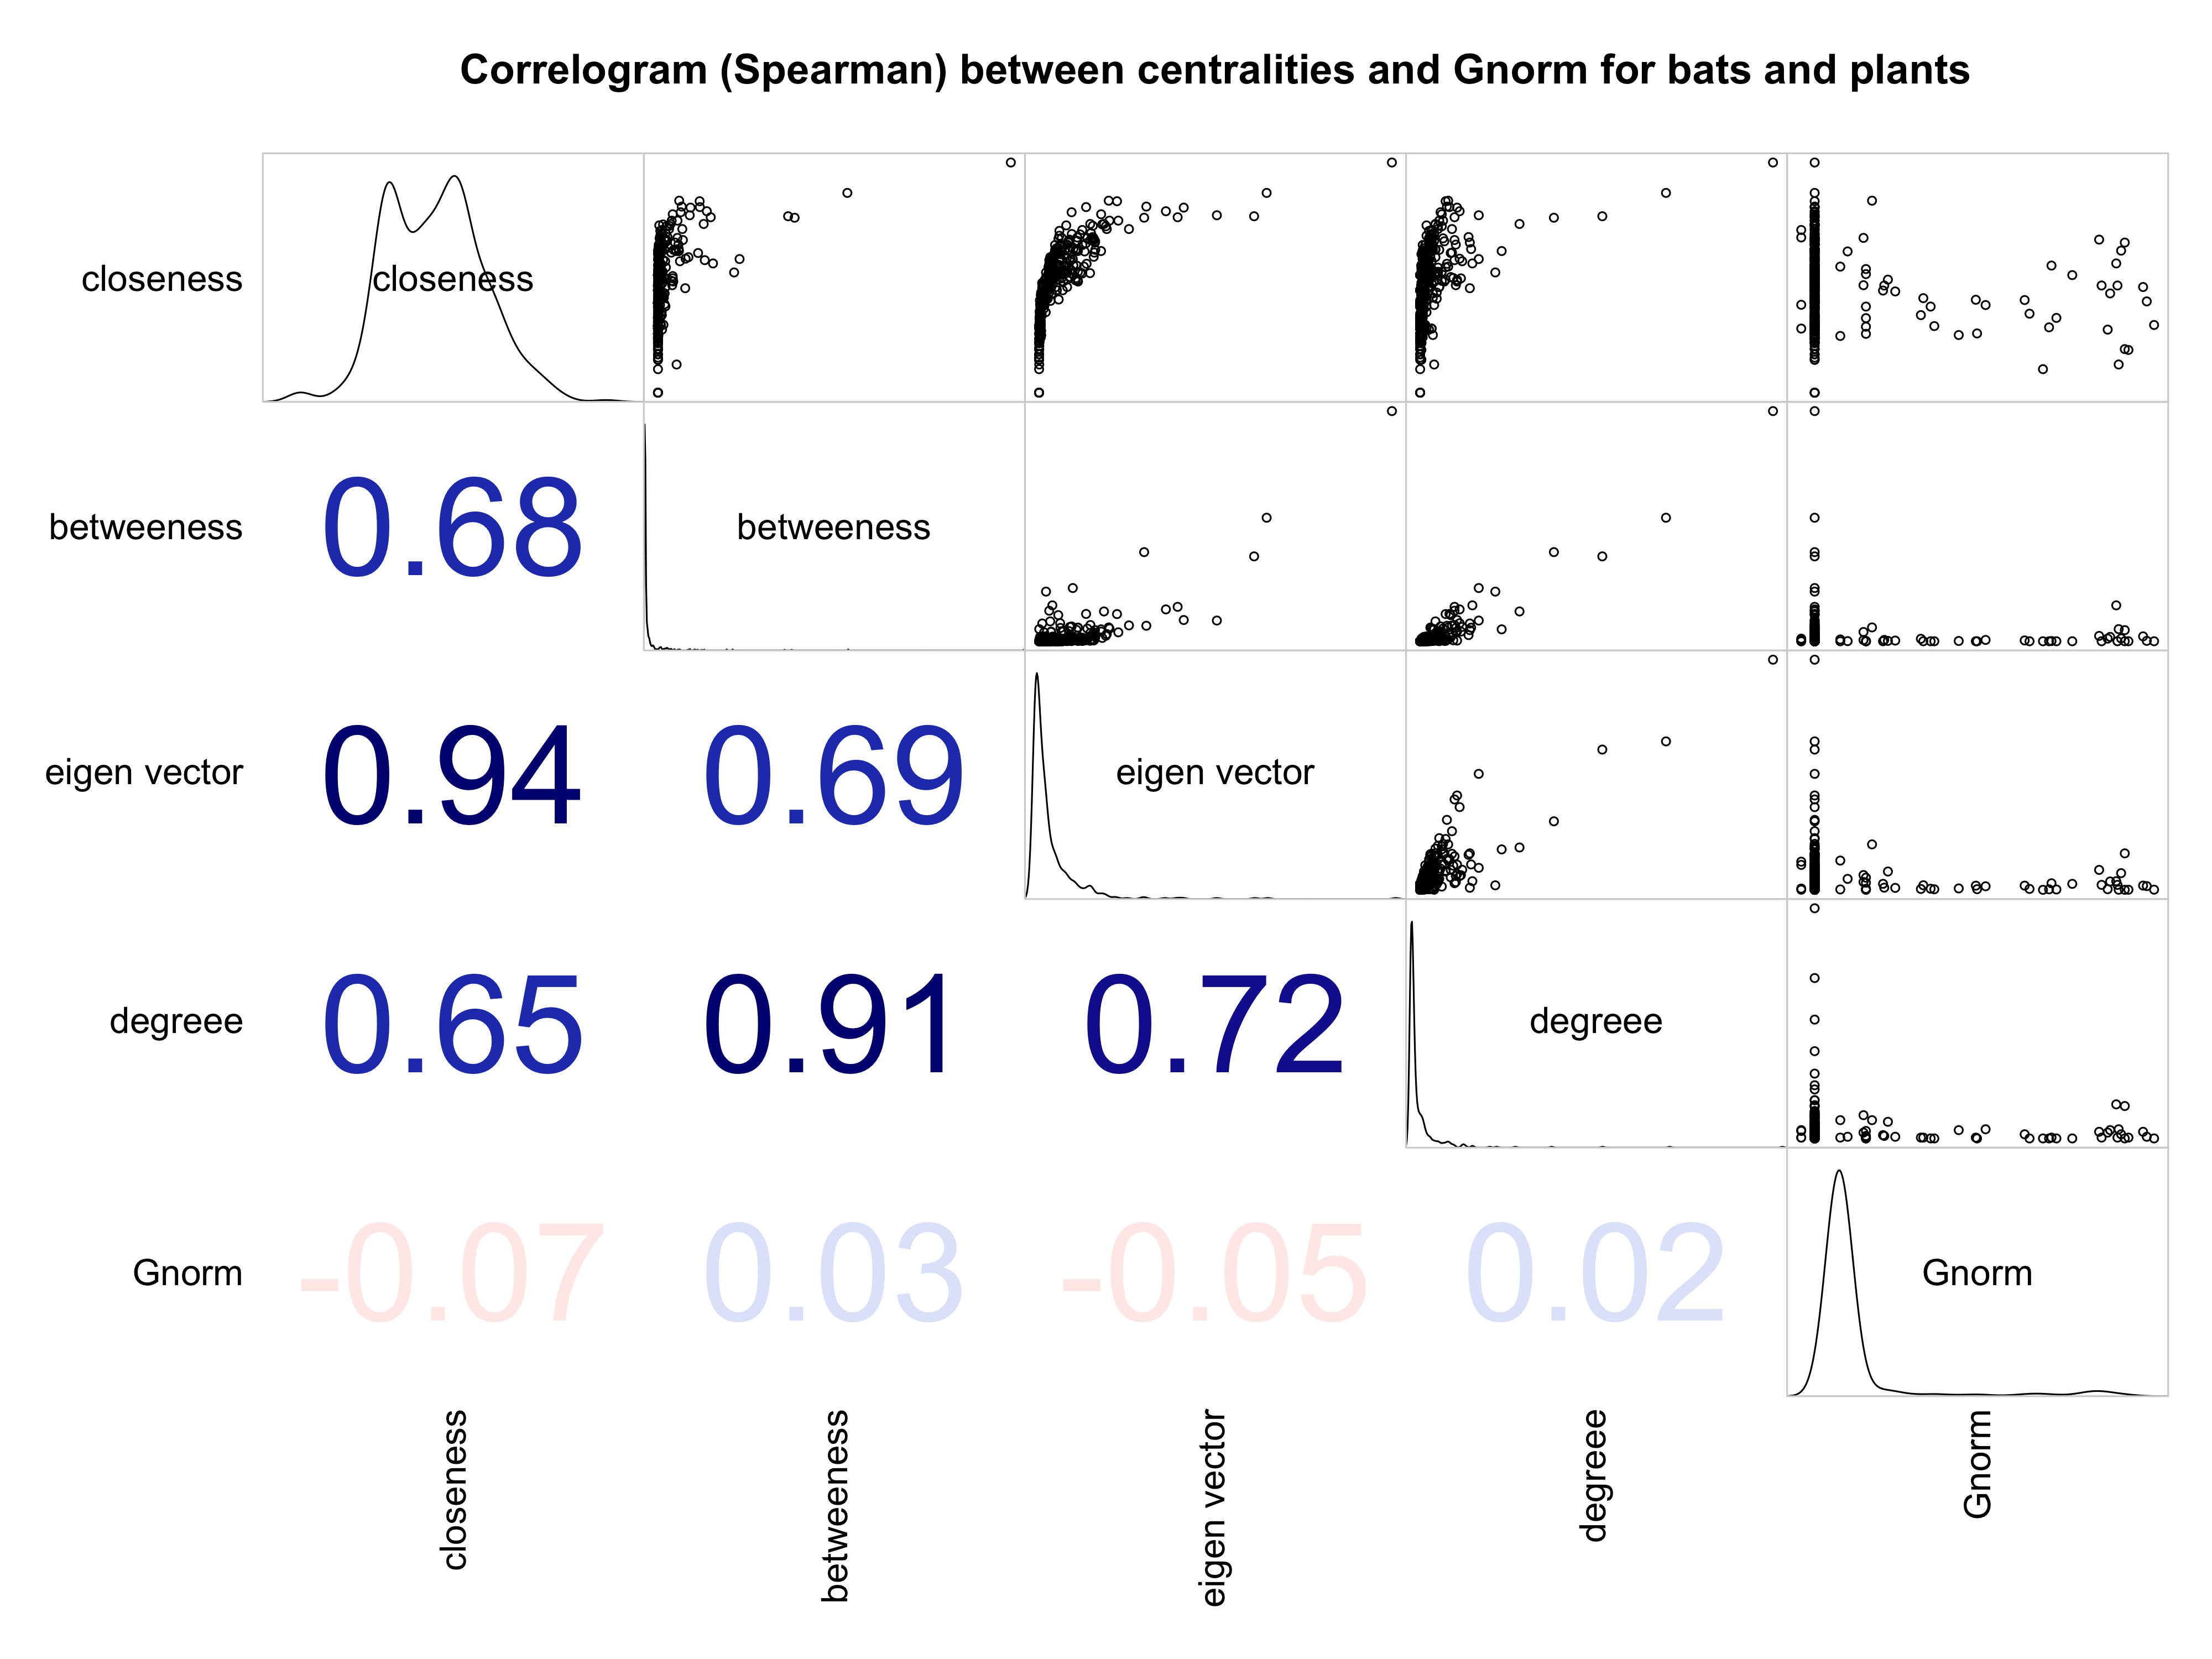 Correlogram (Spearman) between centralities and Gnorm for bats and plants
closeness
closeness
betweeness
0.68
betweeness
eigen vector
0.94
0.69
eigen vector
degreee
0.65
0.91
0.72
degreee
Gnorm
-0.07
0.03
-0.05
0.02
Gnorm
closeness
betweeness
eigen vector
degreee
Gnorm